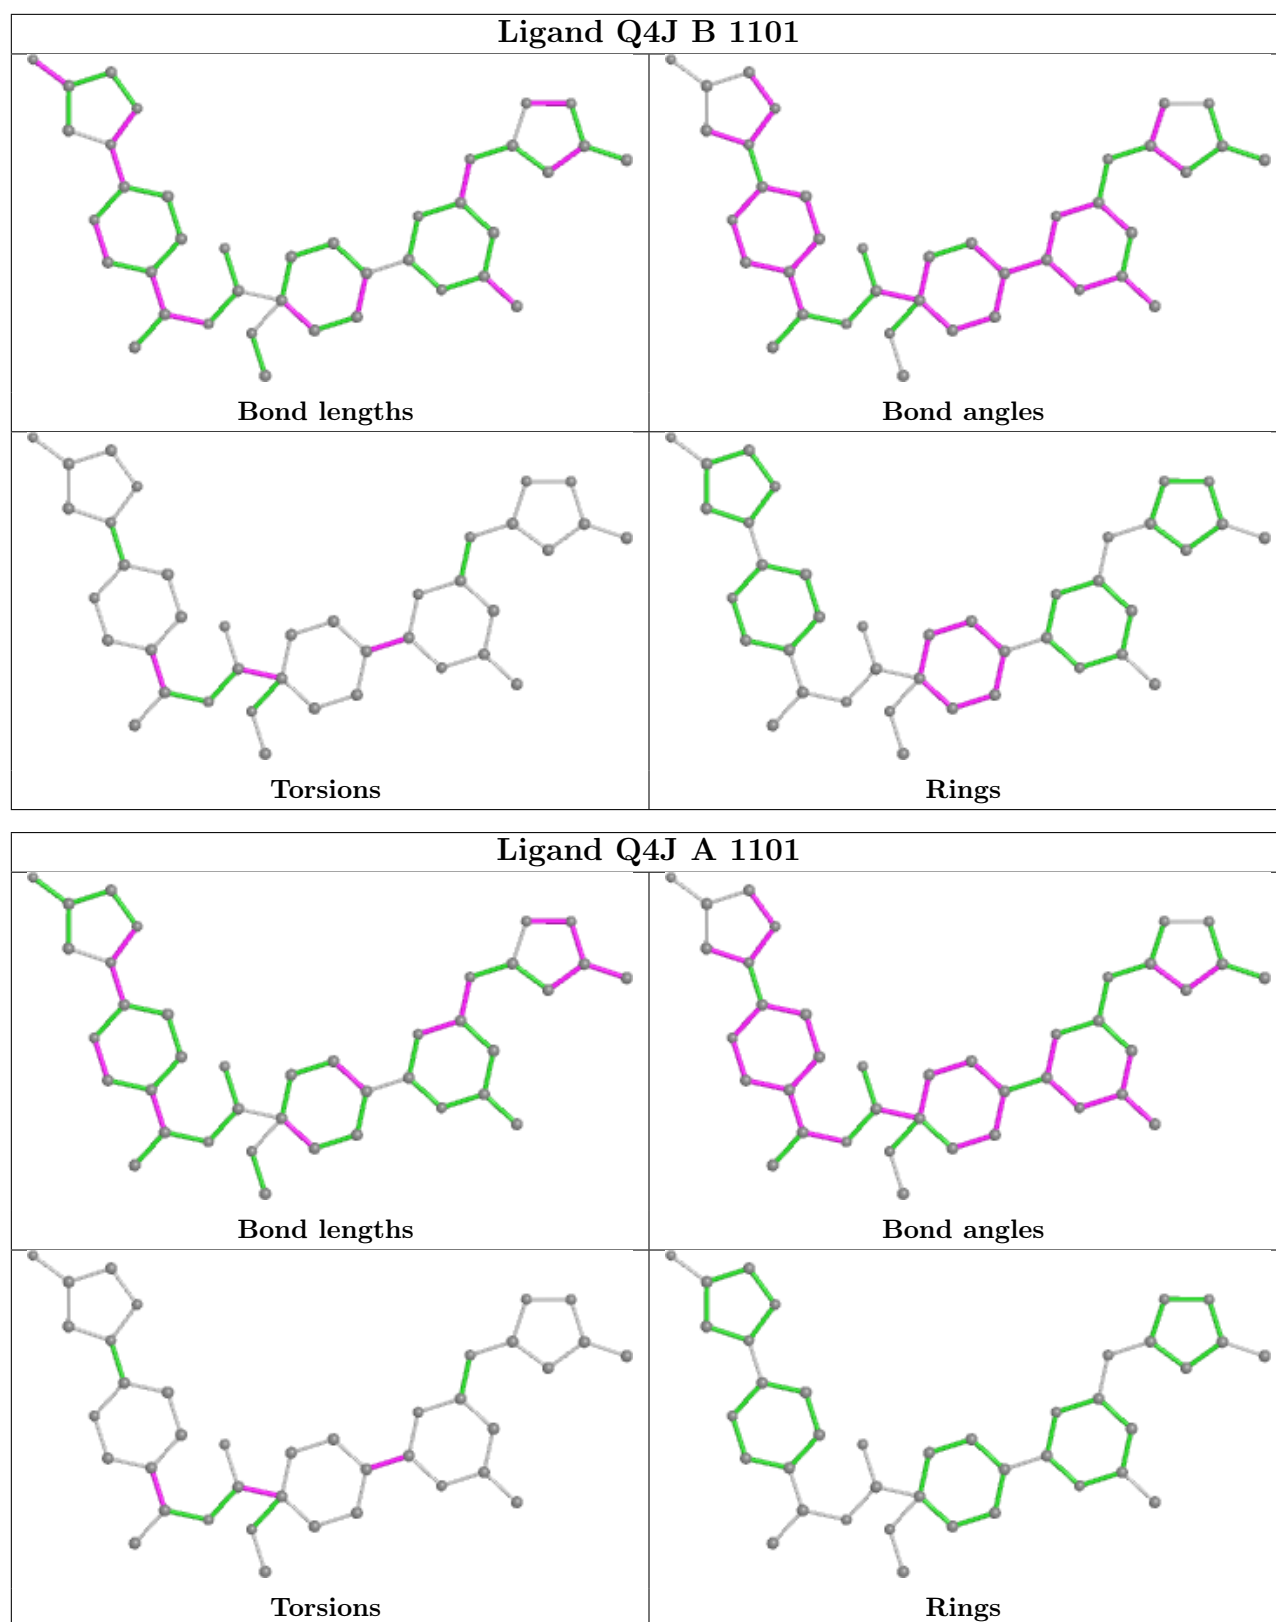 Ligand Q4J B 1101
Bond lengths
Bond angles
Torsions
Rings
Ligand Q4J A 1101
Bond lengths
Bond angles
Torsions
Rings